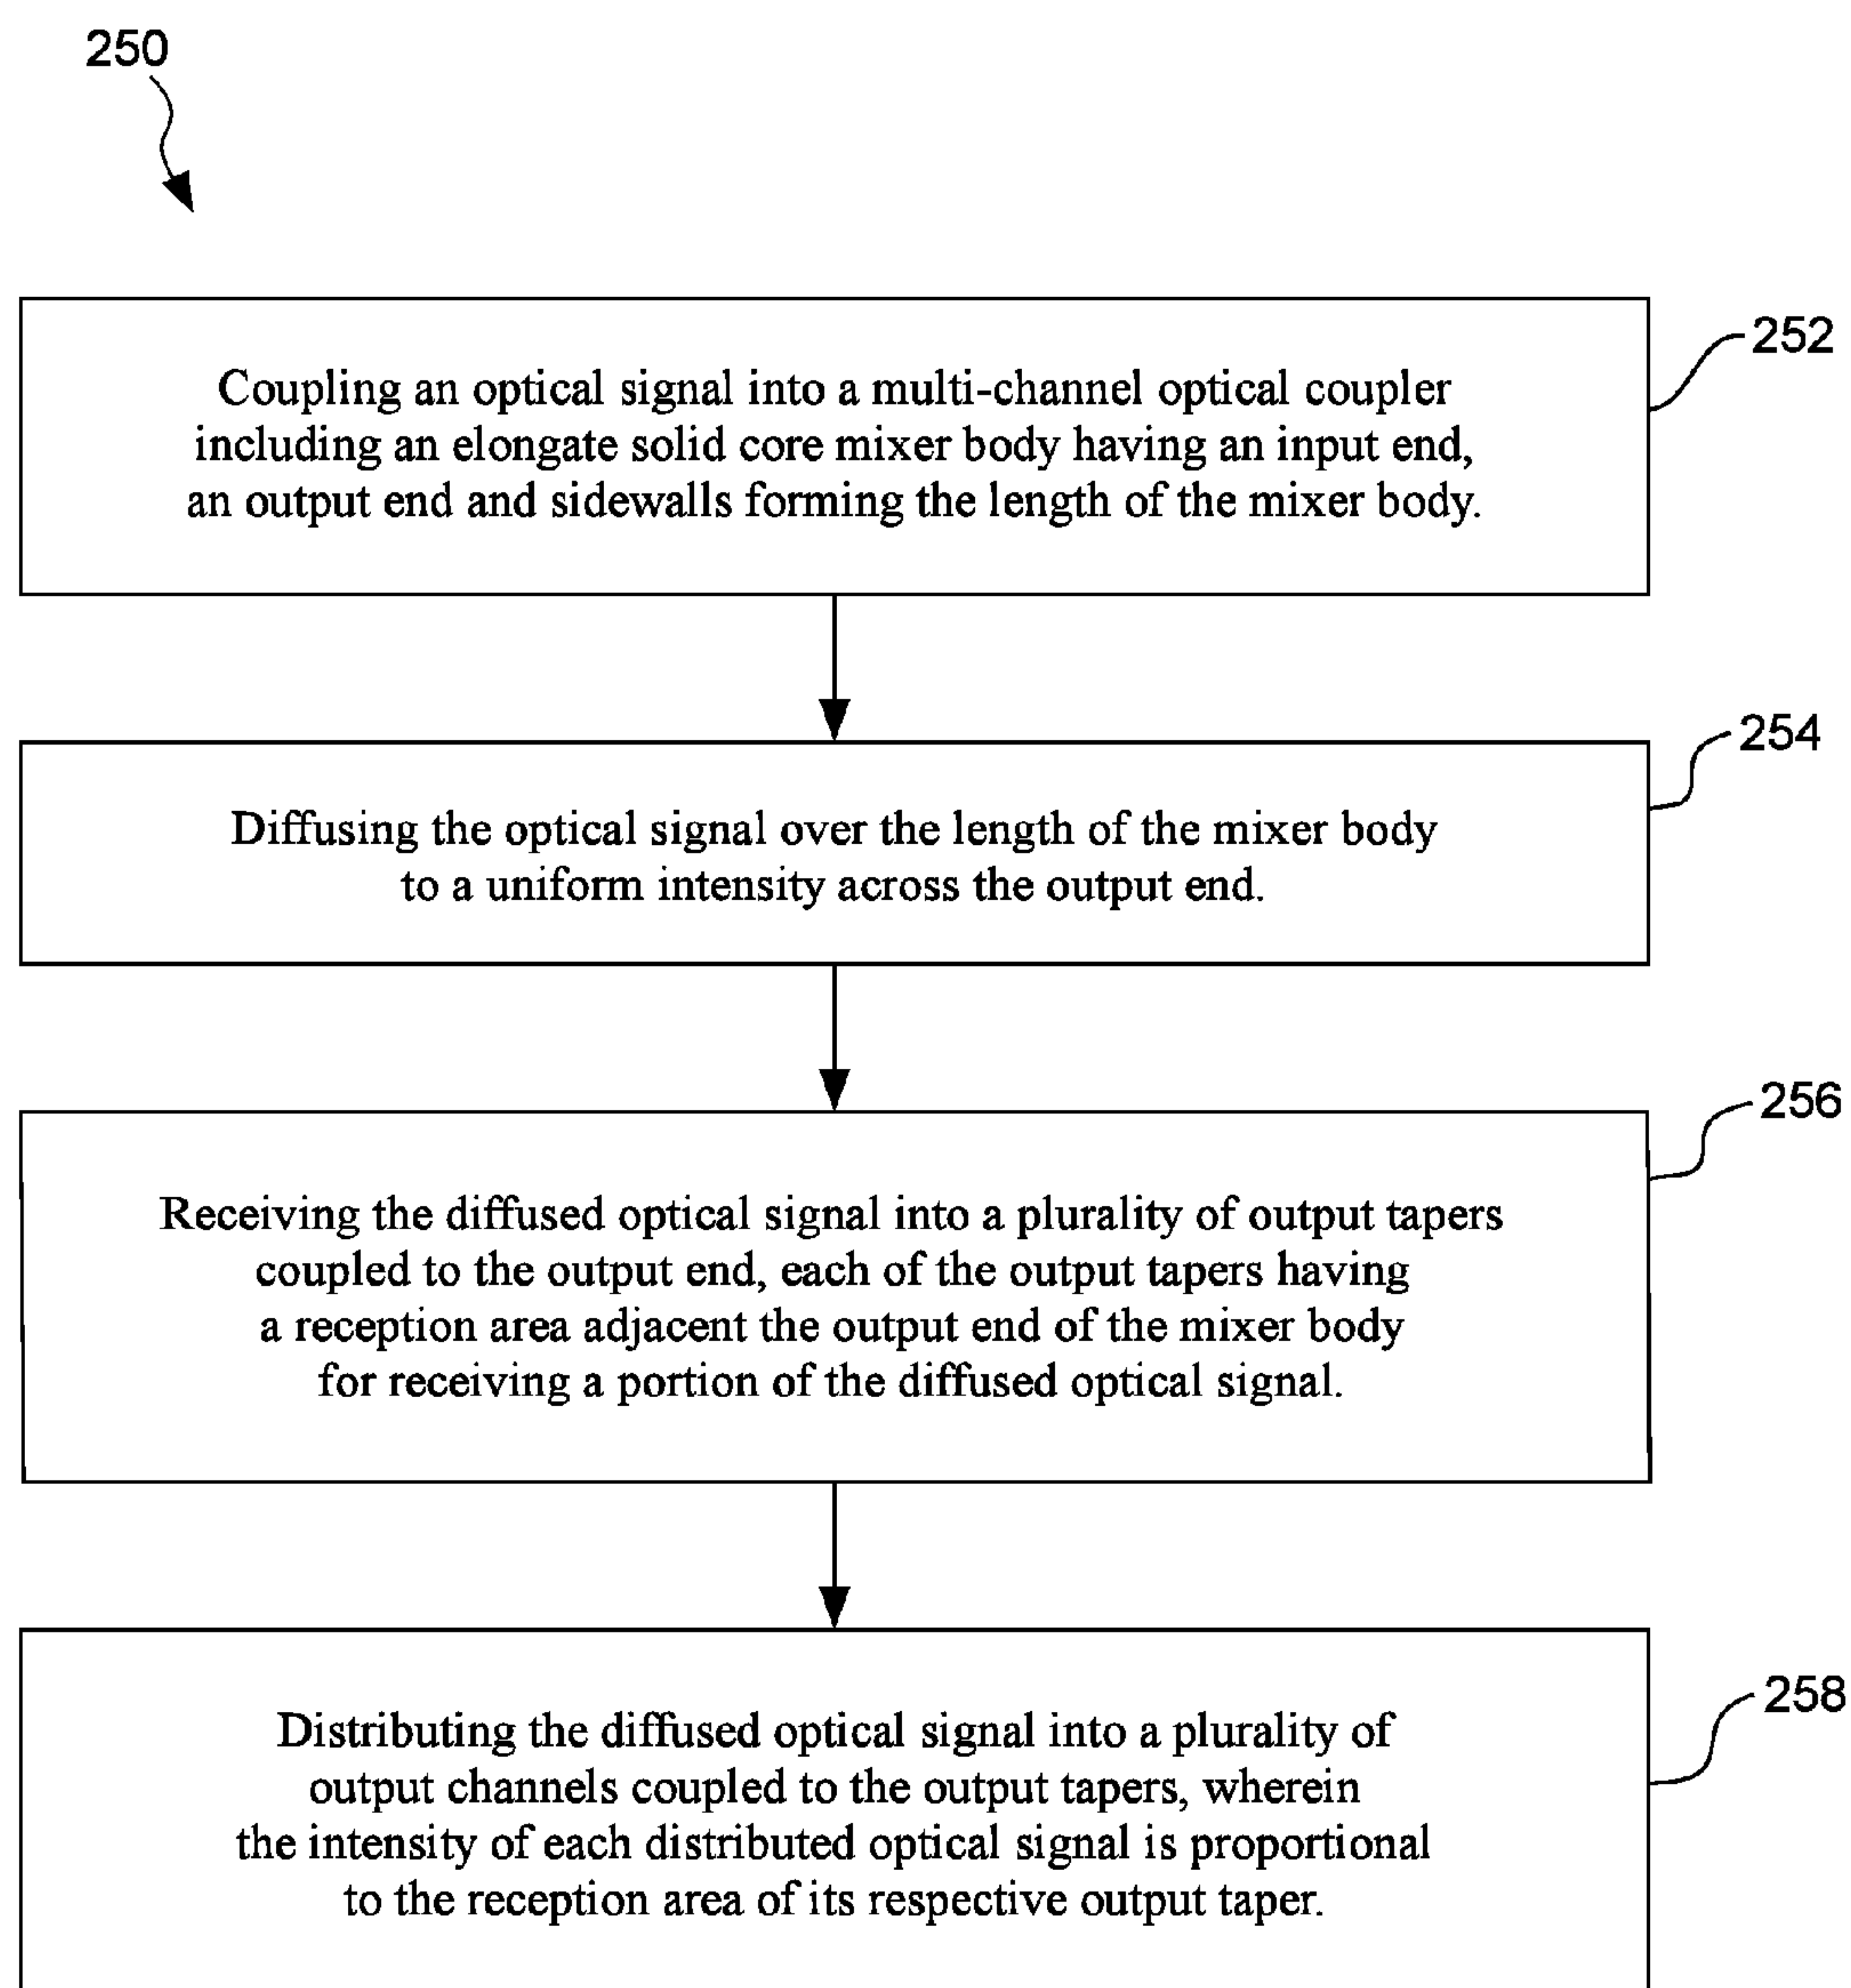 250
252
Coupling an optical signal into a multi-channel optical coupler
including an elongate solid core mixer body having an input end,
an output end and sidewalls forming the length of the mixer body.
254
Diffusing the optical signal over the length of the mixer body
to a uniform intensity across the output end.
256
Receiving the diffused optical signal into a plurality of output tapers
coupled to the output end, each of the output tapers having
a reception area adjacent the output end of the mixer body
for receiving a portion of the diffused optical signal.
258
Distributing the diffused optical signal into a plurality of
output channels coupled to the output tapers, wherein
the intensity of each distributed optical signal is proportional
to the reception area of its respective output taper.